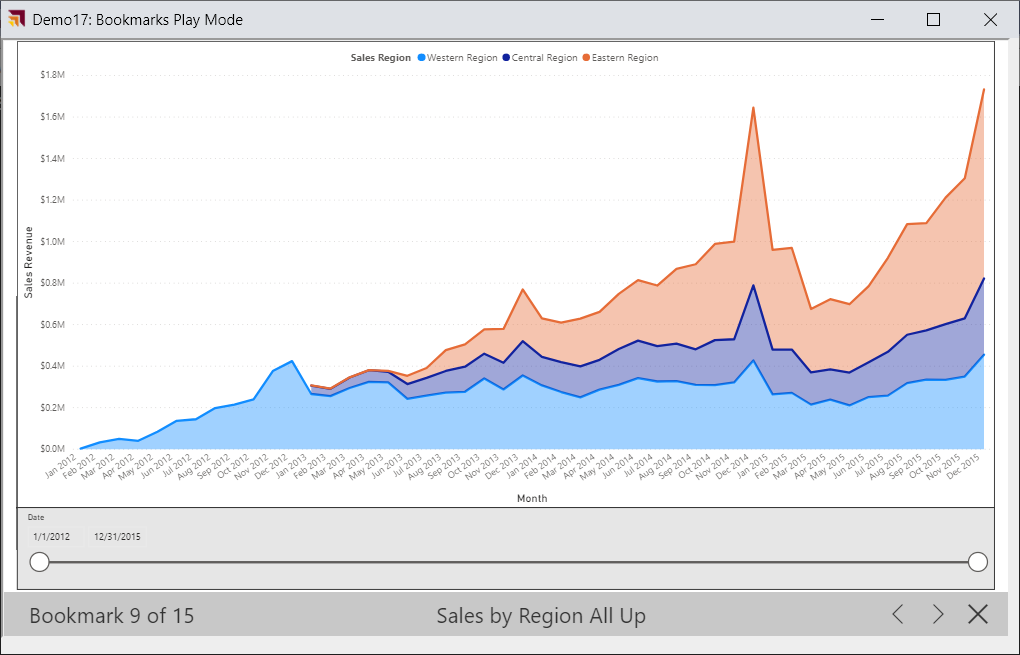 Demo17: Bookmarks Play Mode
Sales Region Western Region Central Region Eastern Region
$1.8M
$1.6M
$1.4M
$1.2M
$1.0M
$0.8M
$0.6M
$0.4M
$0.2M
$0.0M
Sales Revenue
Jan 2012 Feb 2012 Mar 2012 Apr 2012 May 2012 Jun 2012 Jul 2012 Aug 2012 Sep 2012 Oct 2012 Nov 2012 Dec 2012 Jan 2013 Feb 2013 Mar 2013 Apr 2013 May 2013 Jun 2013 Jul 2013 Aug 2013 Sep 2013 Oct 2013 Nov 2013 Dec 2013 Jan 2014 Feb 2014 Mar 2014 Apr 2014 May 2014 Jun 2014 Jul 2014 Aug 2014 Sep 2014 Oct 2014 Nov 2014 Dec 2014 Jan 2015 Feb 2015 Mar 2015 Apr 2015 May 2015 Jun 2015 Jul 2015 Aug 2015 Sep 2015 Oct 2015 Nov 2015 Dec 2015
Month
Date
1/1/2012 12/31/2015
Bookmark 9 of 15 Sales by Region All Up